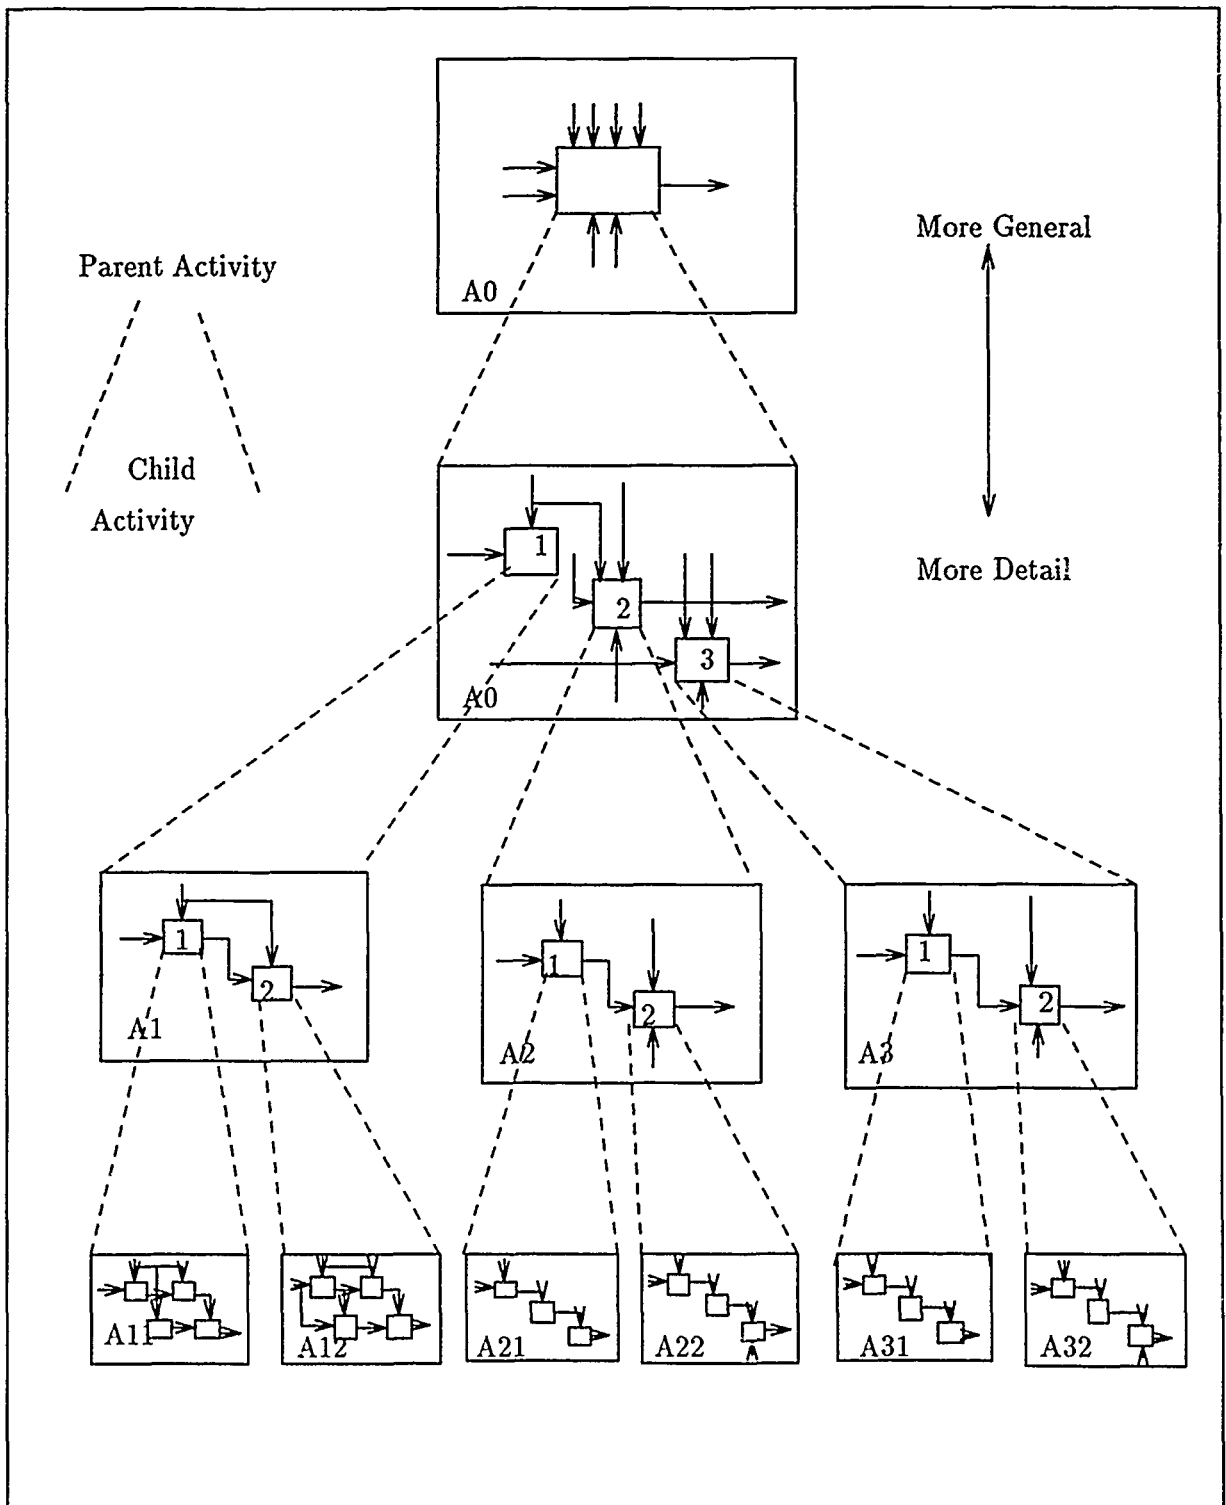 More General
Parent Activity
A0
Child
Activity
1
2
3
More Detail
A0
1
2
A1
1
2
A2
1
2
A3
A11
A12
A21
A22
A31
A32